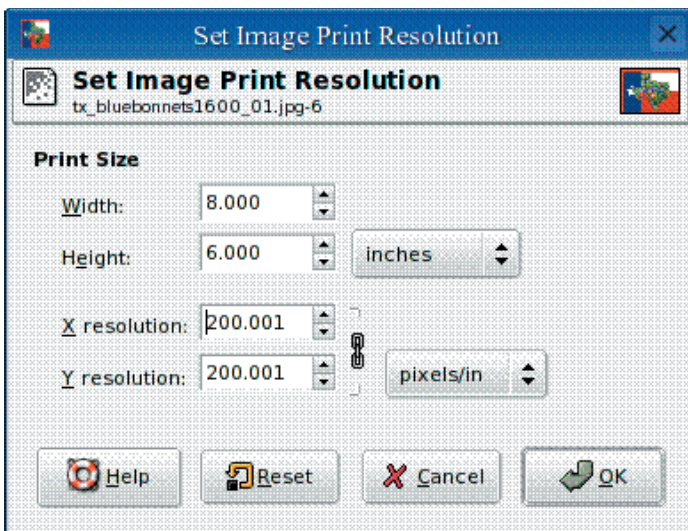 Set Image Print Resolution
Set Image Print Resolution
tx_bluebonnets1600_01.jpg-6
Print Size
Width: 8.000
Height: 6.000 inches
X resolution: 200.001
Y resolution: 200.001 pixels/in
Help Reset Cancel OK